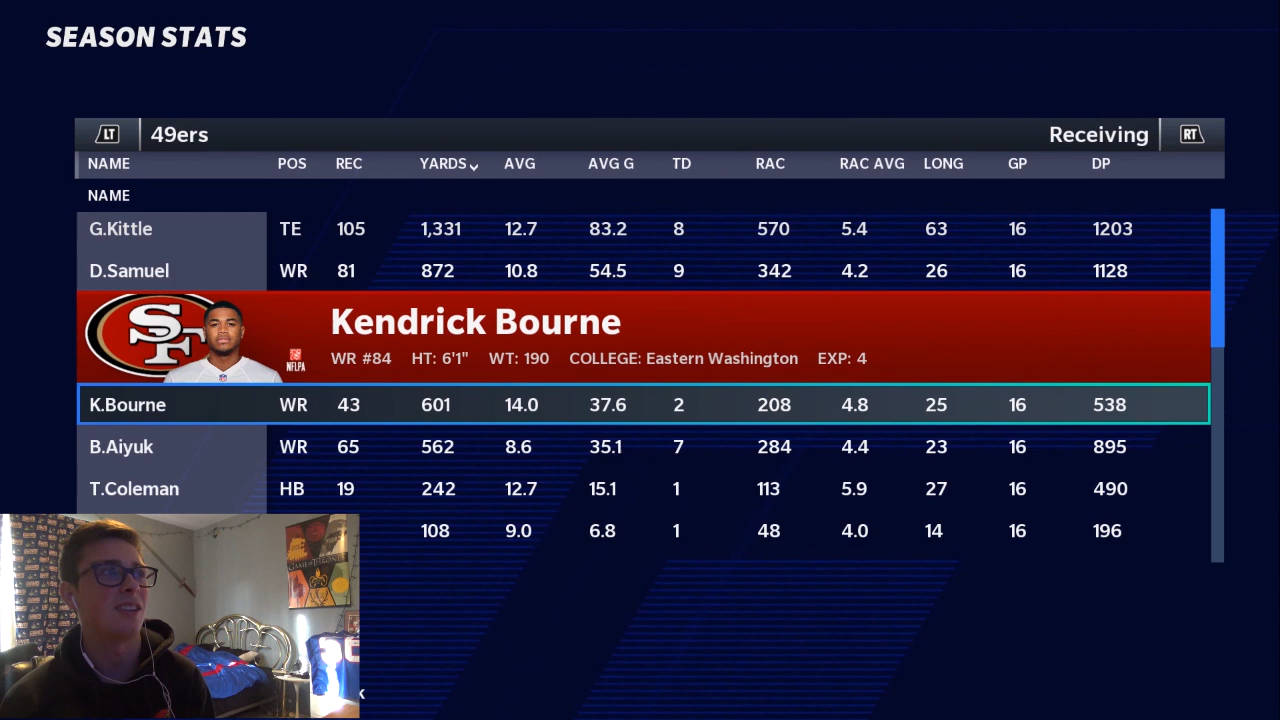 SEASON STATS
LT 49ers Receiving RT
NAME POS REC YARDS AVG AVG G TD RAC RAC AVG LONG GP DP
NAME
G.Kittle TE 105 1,331 12.7 83.2 8 570 5.4 63 16 1203
D.Samuel WR 81 872 10.8 54.5 9 342 4.2 26 16 1128
SF
Kendrick Bourne
NFLPA
WR #84 HT: 6'1" WT: 190 COLLEGE: Eastern Washington EXP: 4
K.Bourne WR 43 601 14.0 37.6 2 208 4.8 25 16 538
B.Aiyuk WR 65 562 8.6 35.1 7 284 4.4 23 16 895
T.Coleman HB 19 242 12.7 15.1 1 113 5.9 27 16 490
108 9.0 6.8 1 48 4.0 14 16 196
GAME OF THRONES